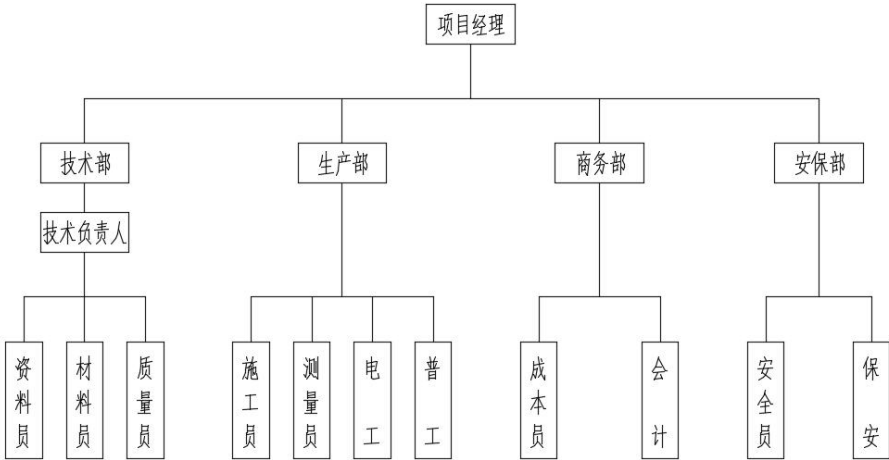 项目经理
技术部
生产部
商务部
安保部
技术负责人
资料员
材料员
质量员
施工员
测量员
电工
普工
成本员
会计
安全员
保安